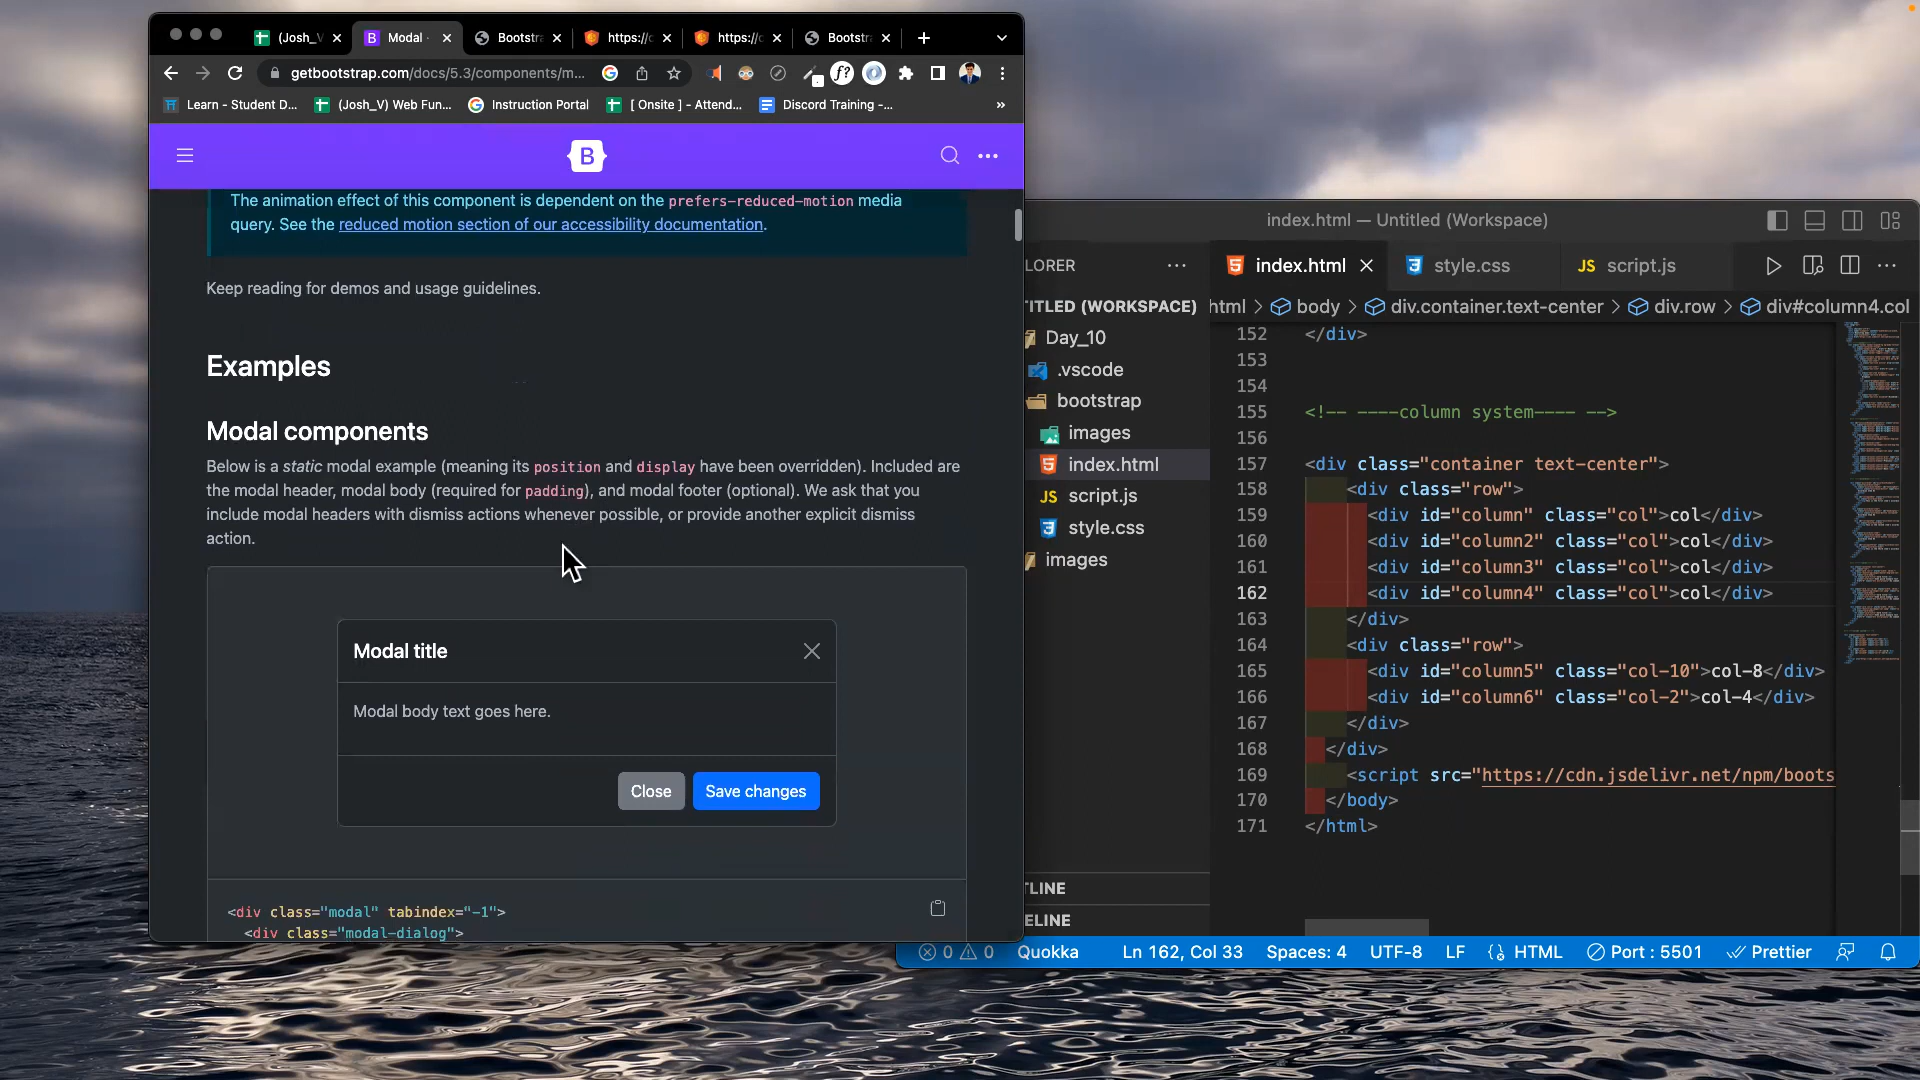 (Josh_V
Modal -
Bootstr
https://c
https://c
Bootstr
getbootstrap.com/docs/5.3/components/m...
Learn - Student D...
(Josh_V) Web Fun...
Instruction Portal
[ Onsite ] - Attend...
Discord Training -...
»
B
The animation effect of this component is dependent on the prefers-reduced-motion media
query. See the reduced motion section of our accessibility documentation.
Keep reading for demos and usage guidelines.
Examples
Modal components
Below is a static modal example (meaning its position and display have been overridden). Included are
the modal header, modal body (required for padding), and modal footer (optional). We ask that you
include modal headers with dismiss actions whenever possible, or provide another explicit dismiss
action.
Modal title
Modal body text goes here.
Close
Save changes
<div class="modal" tabindex="-1">
<div class="modal-dialog">
index.html — Untitled (Workspace)
LORER
index.html
style.css
JS script.js
TITLED (WORKSPACE)
html > body > div.container.text-center > div.row > div#column4.col
Day_10
.vscode
bootstrap
images
index.html
JS script.js
style.css
images
TLINE
ELINE
152 </div>
153
154
155 <!-- ----column system---- -->
156
157 <div class="container text-center">
158 <div class="row">
159 <div id="column" class="col">col</div>
160 <div id="column2" class="col">col</div>
161 <div id="column3" class="col">col</div>
162 <div id="column4" class="col">col</div>
163 </div>
164 <div class="row">
165 <div id="column5" class="col-10">col-8</div>
166 <div id="column6" class="col-2">col-4</div>
167 </div>
168 </div>
169 <script src="https://cdn.jsdelivr.net/npm/boots
170 </body>
171 </html>
0 0 Quokka Ln 162, Col 33 Spaces: 4 UTF-8 LF {} HTML Port : 5501 Prettier